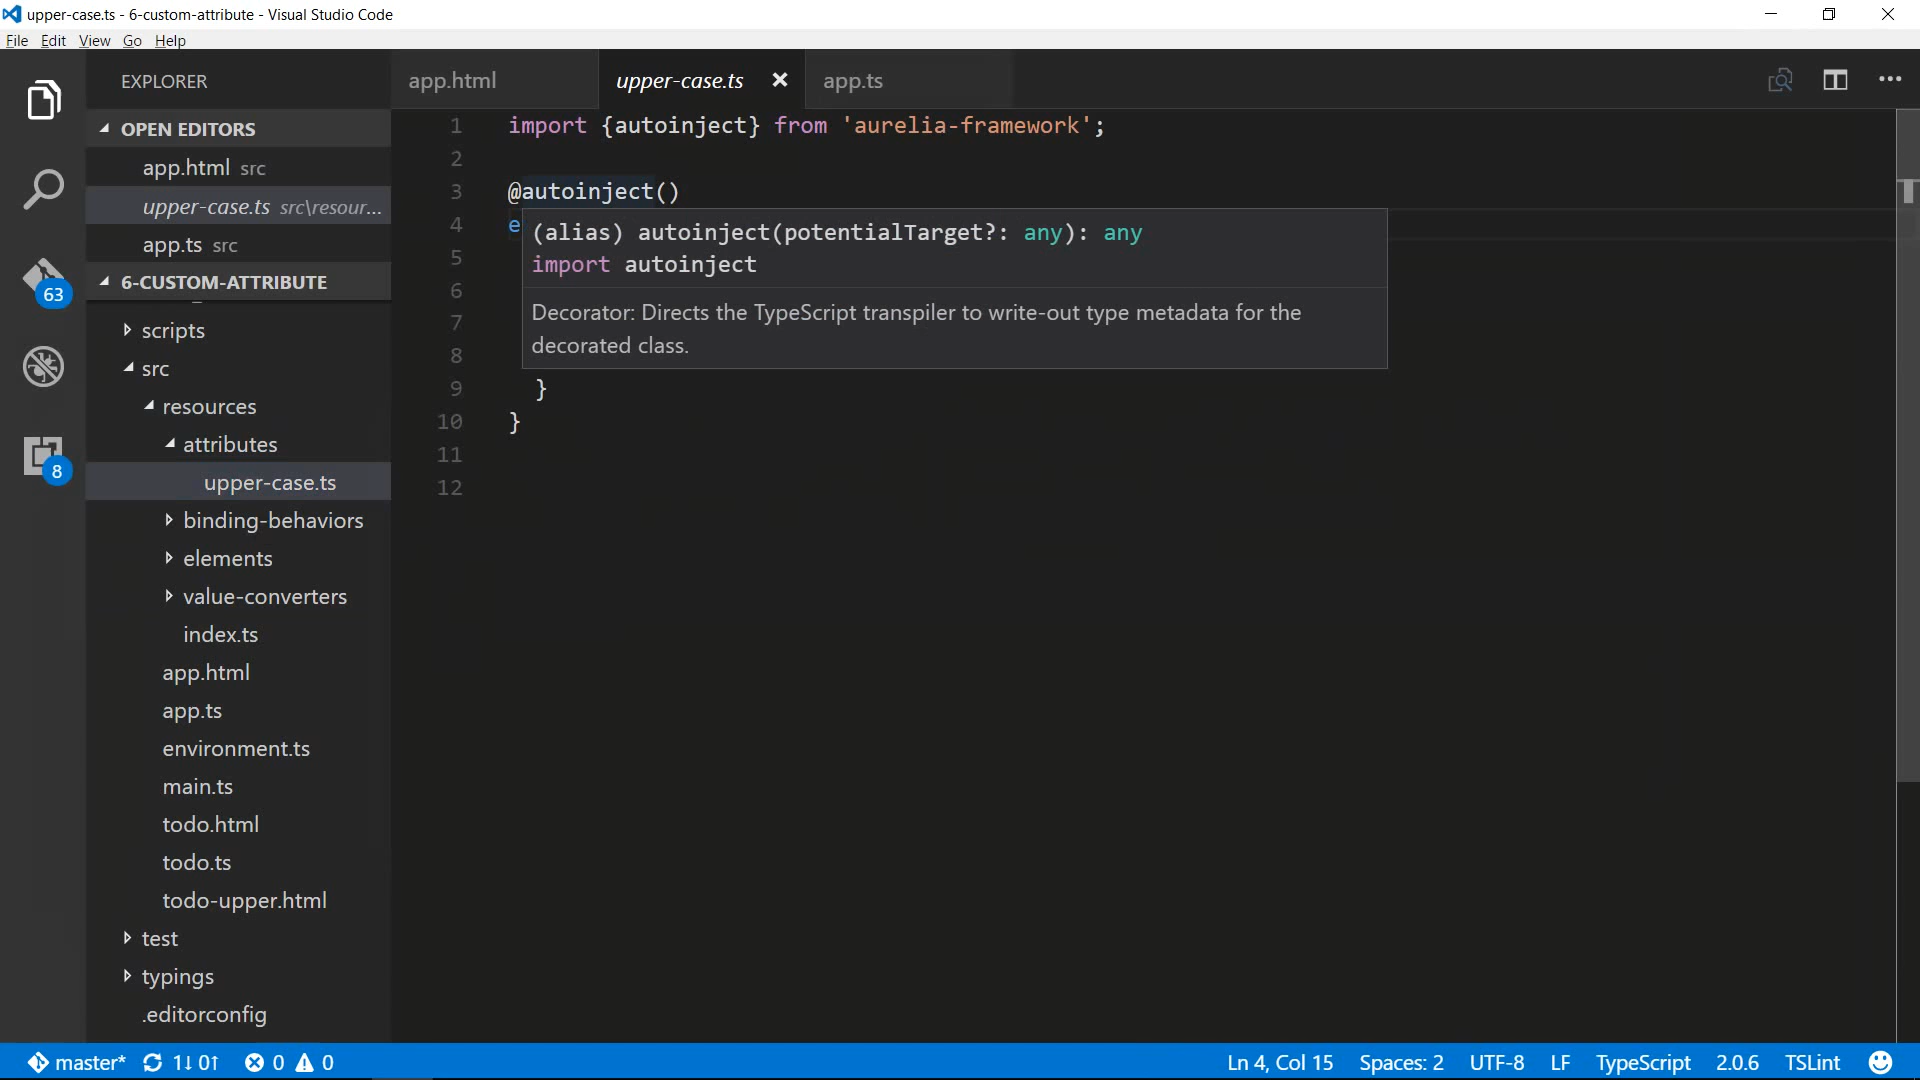 upper-case.ts - 6-custom-attribute - Visual Studio Code
File Edit View Go Help
EXPLORER
OPEN EDITORS
app.html src
upper-case.ts src\resour...
app.ts src
6-CUSTOM-ATTRIBUTE
scripts
src
resources
attributes
upper-case.ts
binding-behaviors
elements
value-converters
index.ts
app.html
app.ts
environment.ts
main.ts
todo.html
todo.ts
todo-upper.html
test
typings
.editorconfig
63
8
app.html upper-case.ts app.ts
1 import {autoinject} from 'aurelia-framework';
2
3 @autoinject()
4 e
5
6
7
8
9 }
10 }
11
12
(alias) autoinject(potentialTarget?: any): any
import autoinject
Decorator: Directs the TypeScript transpiler to write-out type metadata for the
decorated class.
master* 1↓ 0↑ 0 0 Ln 4, Col 15 Spaces: 2 UTF-8 LF TypeScript 2.0.6 TSLint